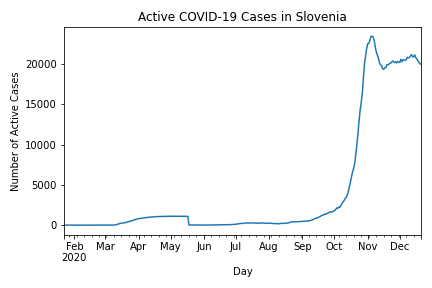 Active COVID-19 Cases in Slovenia
Number of Active Cases
20000
15000
10000
5000
0
Feb Mar Apr May Jun Jul Aug Sep Oct Nov Dec
2020
Day